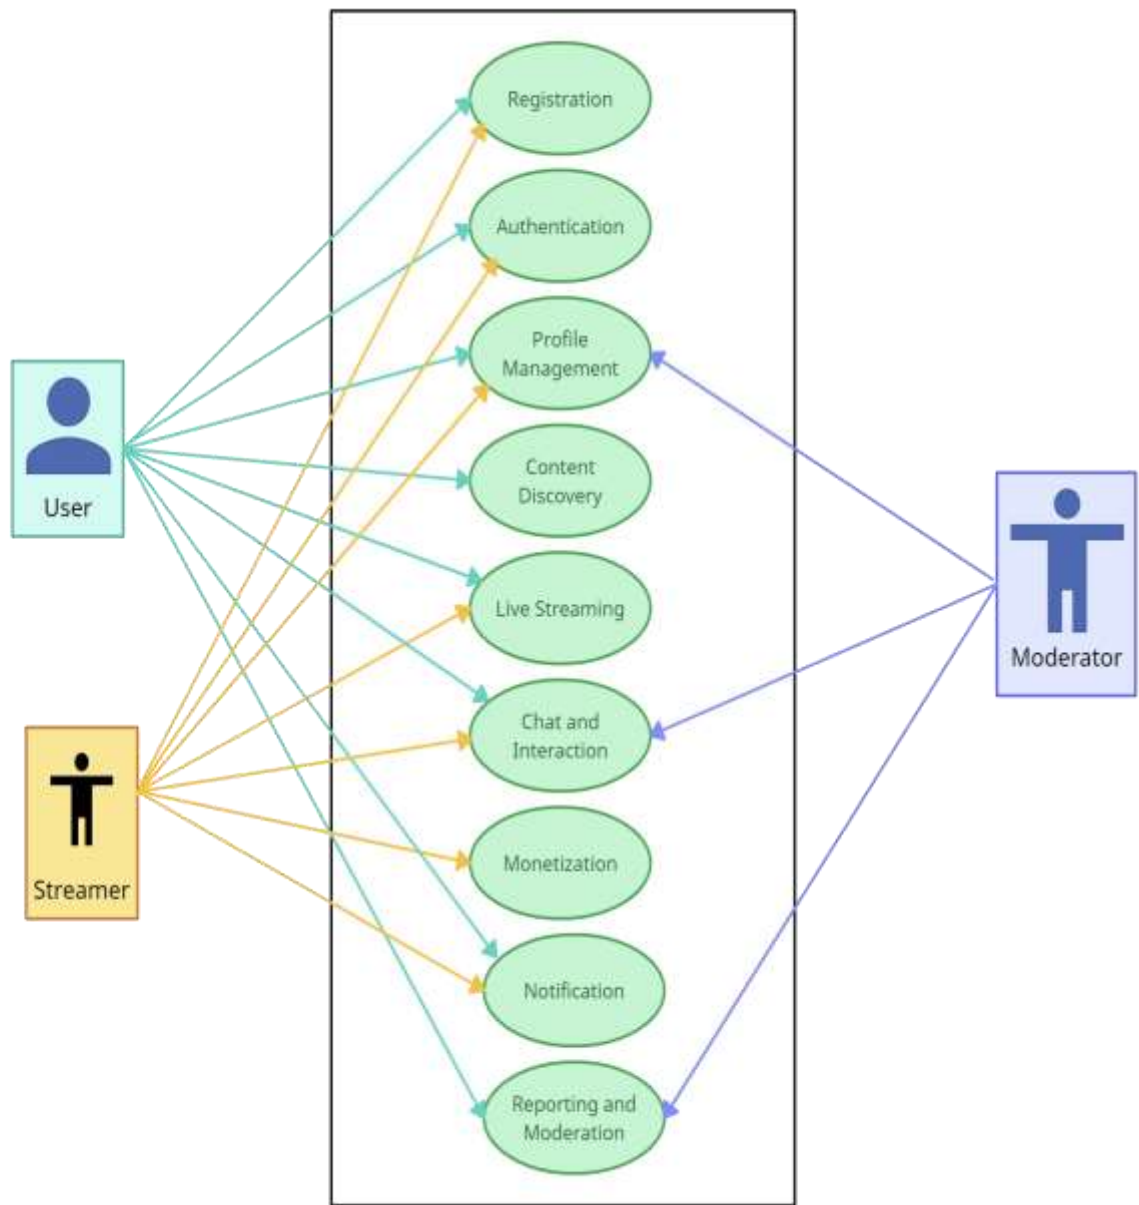 Registration
Authentication
Profile
Management
Content
Discovery
Live Streaming
Chat and
Interaction
Monetization
Notification
Reporting and
Moderation
User
Streamer
Moderator